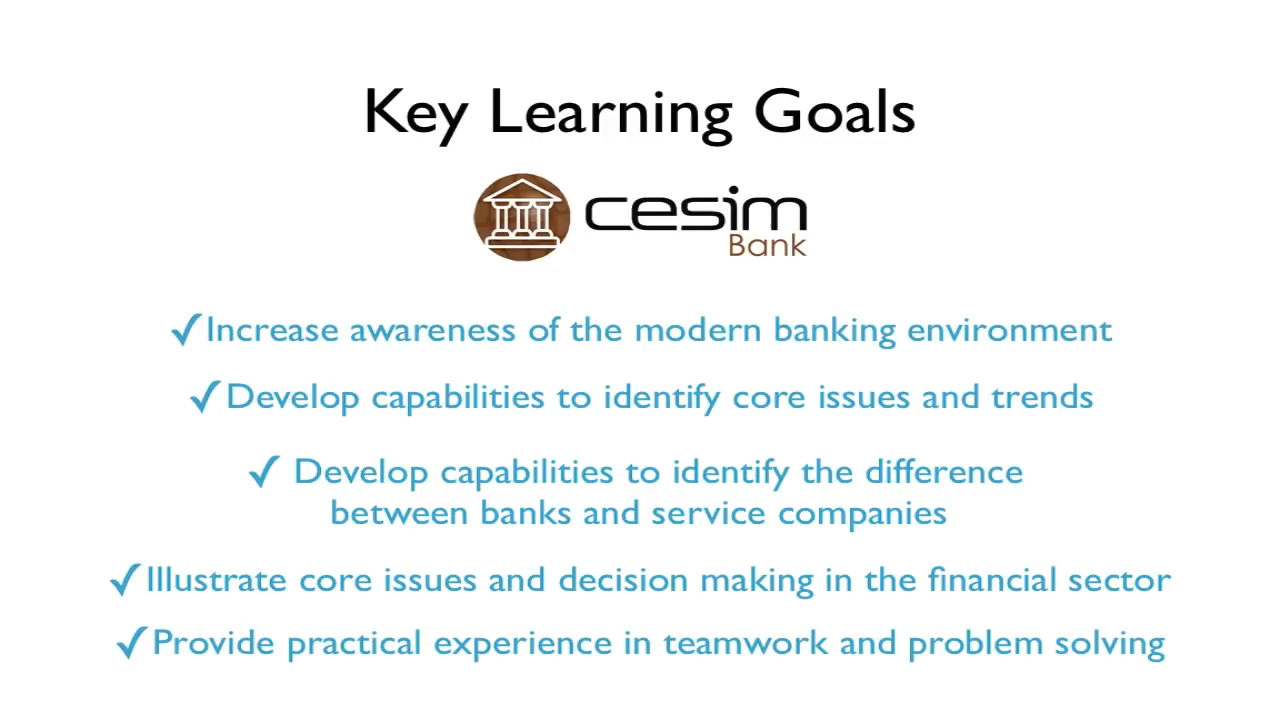 Key Learning Goals
cesim
Bank
✓Increase awareness of the modern banking environment
✓Develop capabilities to identify core issues and trends
✓ Develop capabilities to identify the difference
between banks and service companies
✓Illustrate core issues and decision making in the financial sector
✓Provide practical experience in teamwork and problem solving